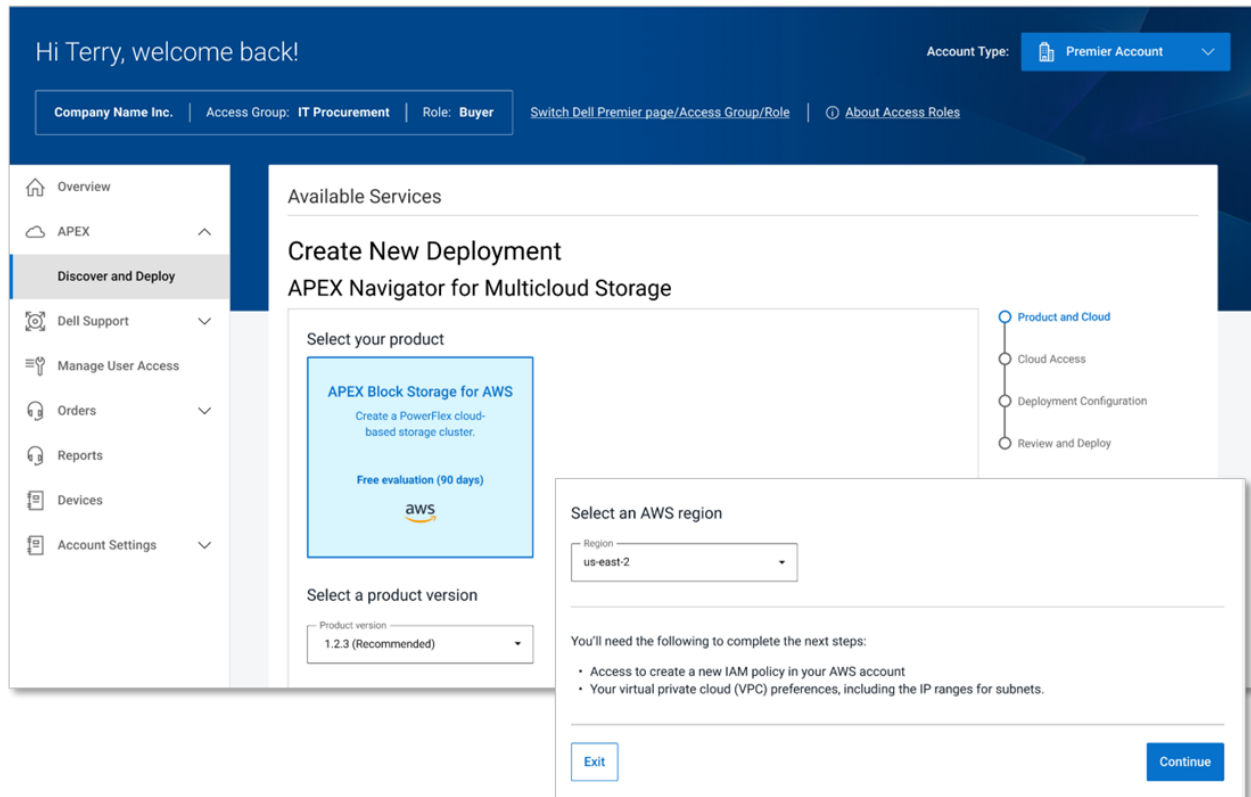 Hi Terry, welcome back!
Account Type: Premier Account
Company Name Inc. Access Group: IT Procurement Role: Buyer Switch Dell Premier page/Access Group/Role About Access Roles
Overview
APEX
Discover and Deploy
Dell Support
Manage User Access
Orders
Reports
Devices
Account Settings
Available Services
Create New Deployment
APEX Navigator for Multicloud Storage
Select your product
APEX Block Storage for AWS
Create a PowerFlex cloud-
based storage cluster.
Free evaluation (90 days)
aws
Select a product version
Product version
1.2.3 (Recommended)
Product and Cloud
Cloud Access
Deployment Configuration
Review and Deploy
Select an AWS region
Region
us-east-2
You'll need the following to complete the next steps:
• Access to create a new IAM policy in your AWS account
• Your virtual private cloud (VPC) preferences, including the IP ranges for subnets.
Exit
Continue